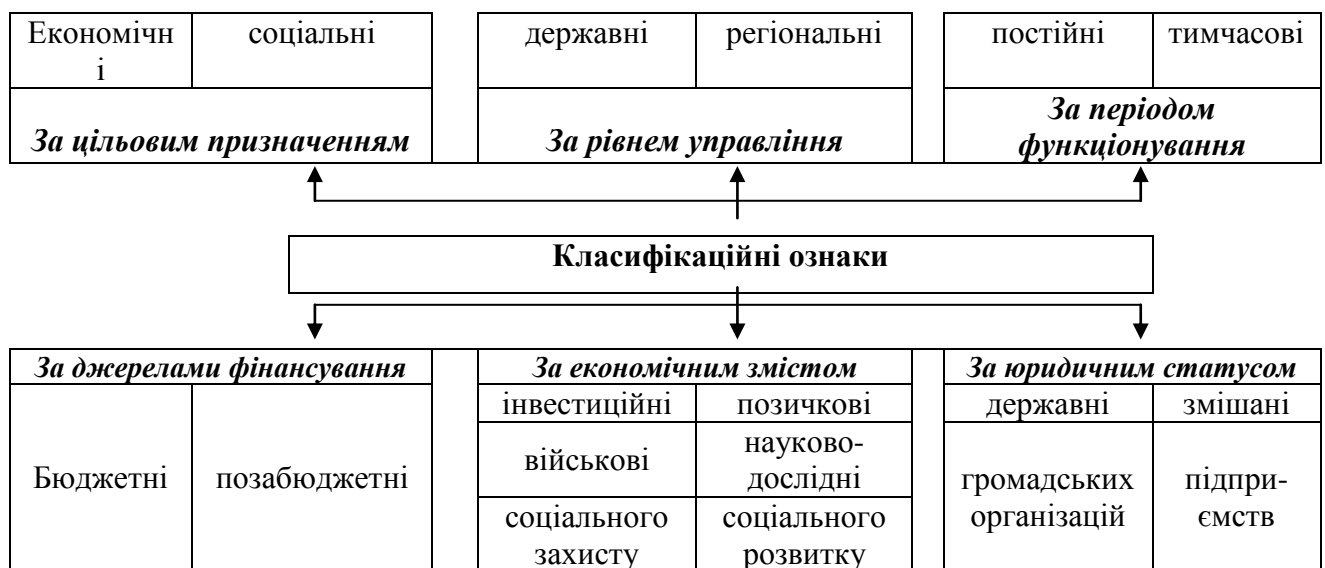 Економічн
і
соціальні
державні
регіональні
постійні
тимчасові
За цільовим призначенням
За рівнем управління
За періодом
функціонування
Класифікаційні ознаки
За джерелами фінансування
Бюджетні
позабюджетні
За економічним змістом
інвестиційні
позичкові
військові
науково-
дослідні
соціального
захисту
соціального
розвитку
За юридичним статусом
державні
змішані
громадських
організацій
підпри-
ємств